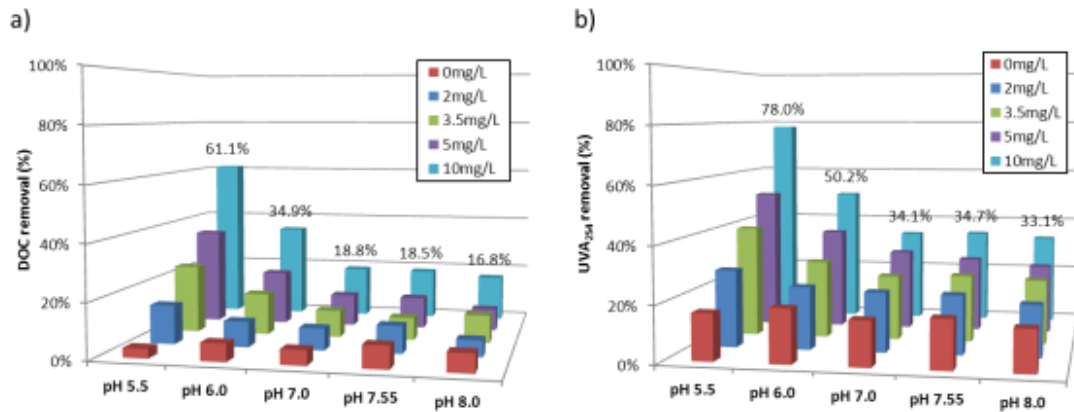 a)
100%
80%
60%
40%
20%
0%
DOC removal (%)
0mg/L
2mg/L
3.5mg/L
5mg/L
10mg/L
61.1%
34.9%
18.8%
18.5%
16.8%
pH 5.5
pH 6.0
pH 7.0
pH 7.55
pH 8.0
b)
100%
80%
60%
40%
20%
0%
UVA254 removal (%)
0mg/L
2mg/L
3.5mg/L
5mg/L
10mg/L
78.0%
50.2%
34.1%
34.7%
33.1%
pH 5.5
pH 6.0
pH 7.0
pH 7.55
pH 8.0